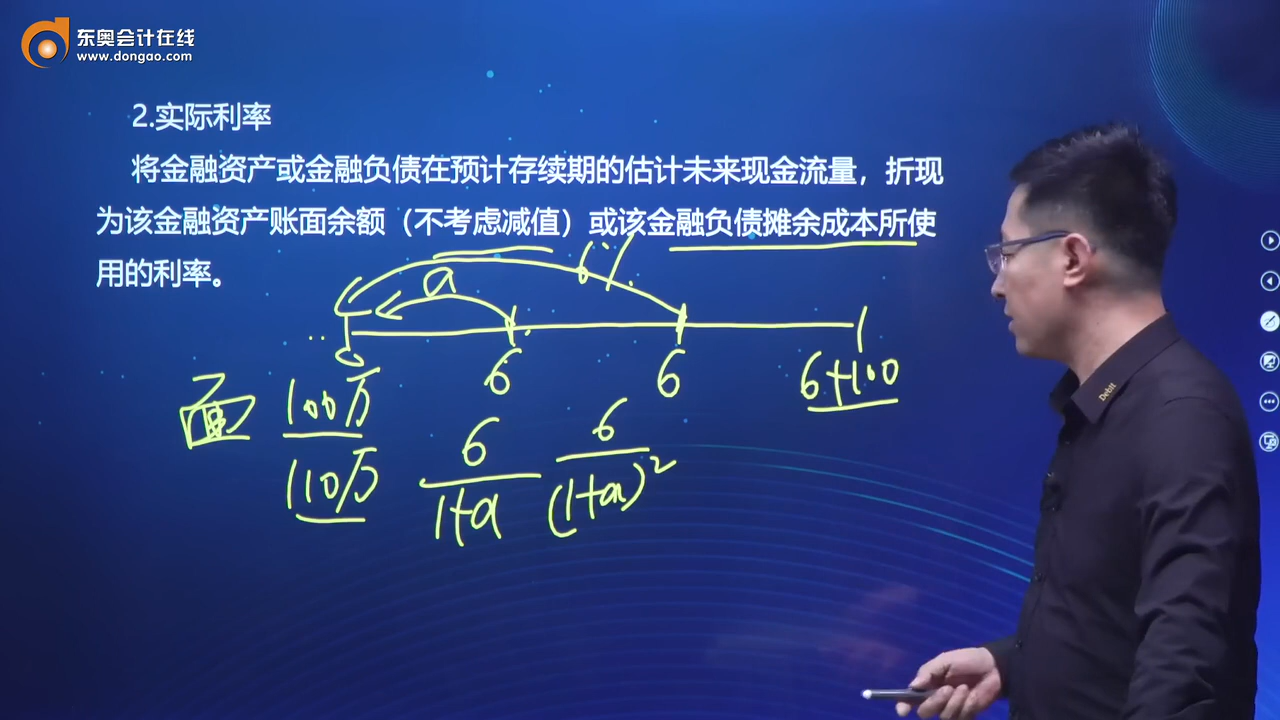 东奥会计在线
www.dongao.com
2.实际利率
将金融资产或金融负债在预计存续期的估计未来现金流量，折现
为该金融资产账面余额（不考虑减值）或该金融负债摊余成本所使
用的利率。
a
6 6 6+100
面 100万
110万
6/(1+a) 6/(1+a)²
Debit